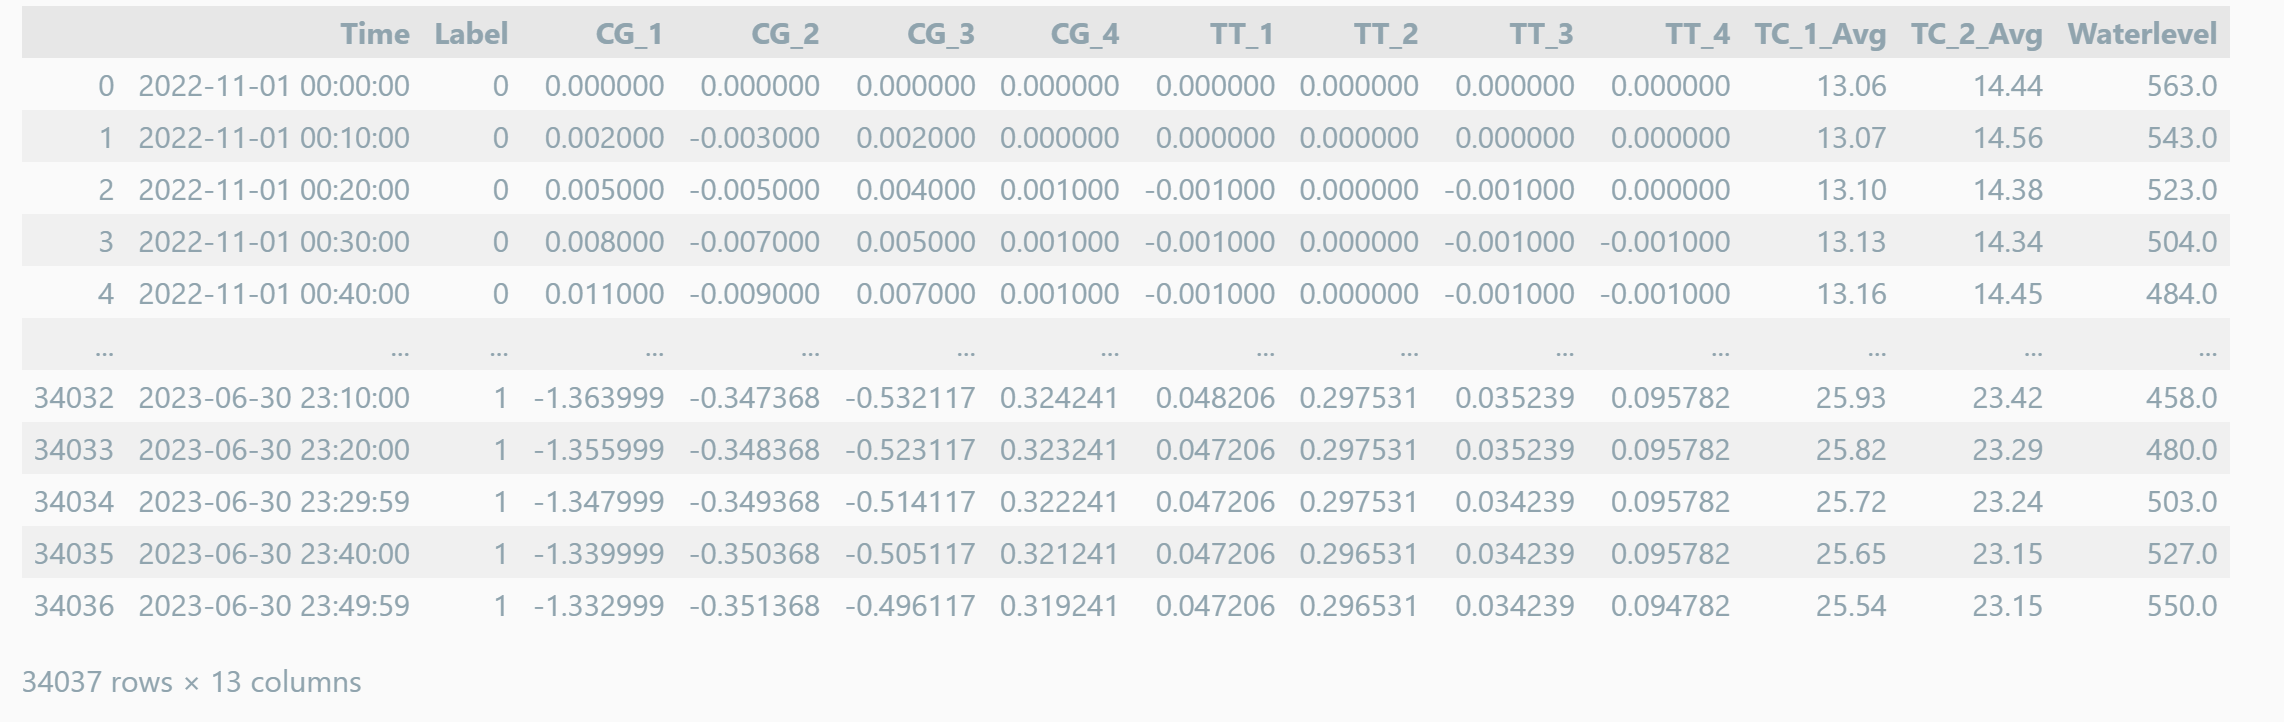 Time Label CG_1 CG_2 CG_3 CG_4 TT_1 TT_2 TT_3 TT_4 TC_1_Avg TC_2_Avg Waterlevel
0 2022-11-01 00:00:00 0 0.000000 0.000000 0.000000 0.000000 0.000000 0.000000 0.000000 0.000000 13.06 14.44 563.0
1 2022-11-01 00:10:00 0 0.002000 -0.003000 0.002000 0.000000 0.000000 0.000000 0.000000 0.000000 13.07 14.56 543.0
2 2022-11-01 00:20:00 0 0.005000 -0.005000 0.004000 0.001000 -0.001000 0.000000 -0.001000 0.000000 13.10 14.38 523.0
3 2022-11-01 00:30:00 0 0.008000 -0.007000 0.005000 0.001000 -0.001000 0.000000 -0.001000 -0.001000 13.13 14.34 504.0
4 2022-11-01 00:40:00 0 0.011000 -0.009000 0.007000 0.001000 -0.001000 0.000000 -0.001000 -0.001000 13.16 14.45 484.0
... ... ... ... ... ... ... ... ... ... ... ... ... ...
34032 2023-06-30 23:10:00 1 -1.363999 -0.347368 -0.532117 0.324241 0.048206 0.297531 0.035239 0.095782 25.93 23.42 458.0
34033 2023-06-30 23:20:00 1 -1.355999 -0.348368 -0.523117 0.323241 0.047206 0.297531 0.035239 0.095782 25.82 23.29 480.0
34034 2023-06-30 23:29:59 1 -1.347999 -0.349368 -0.514117 0.322241 0.047206 0.297531 0.034239 0.095782 25.72 23.24 503.0
34035 2023-06-30 23:40:00 1 -1.339999 -0.350368 -0.505117 0.321241 0.047206 0.296531 0.034239 0.095782 25.65 23.15 527.0
34036 2023-06-30 23:49:59 1 -1.332999 -0.351368 -0.496117 0.319241 0.047206 0.296531 0.034239 0.094782 25.54 23.15 550.0
34037 rows × 13 columns